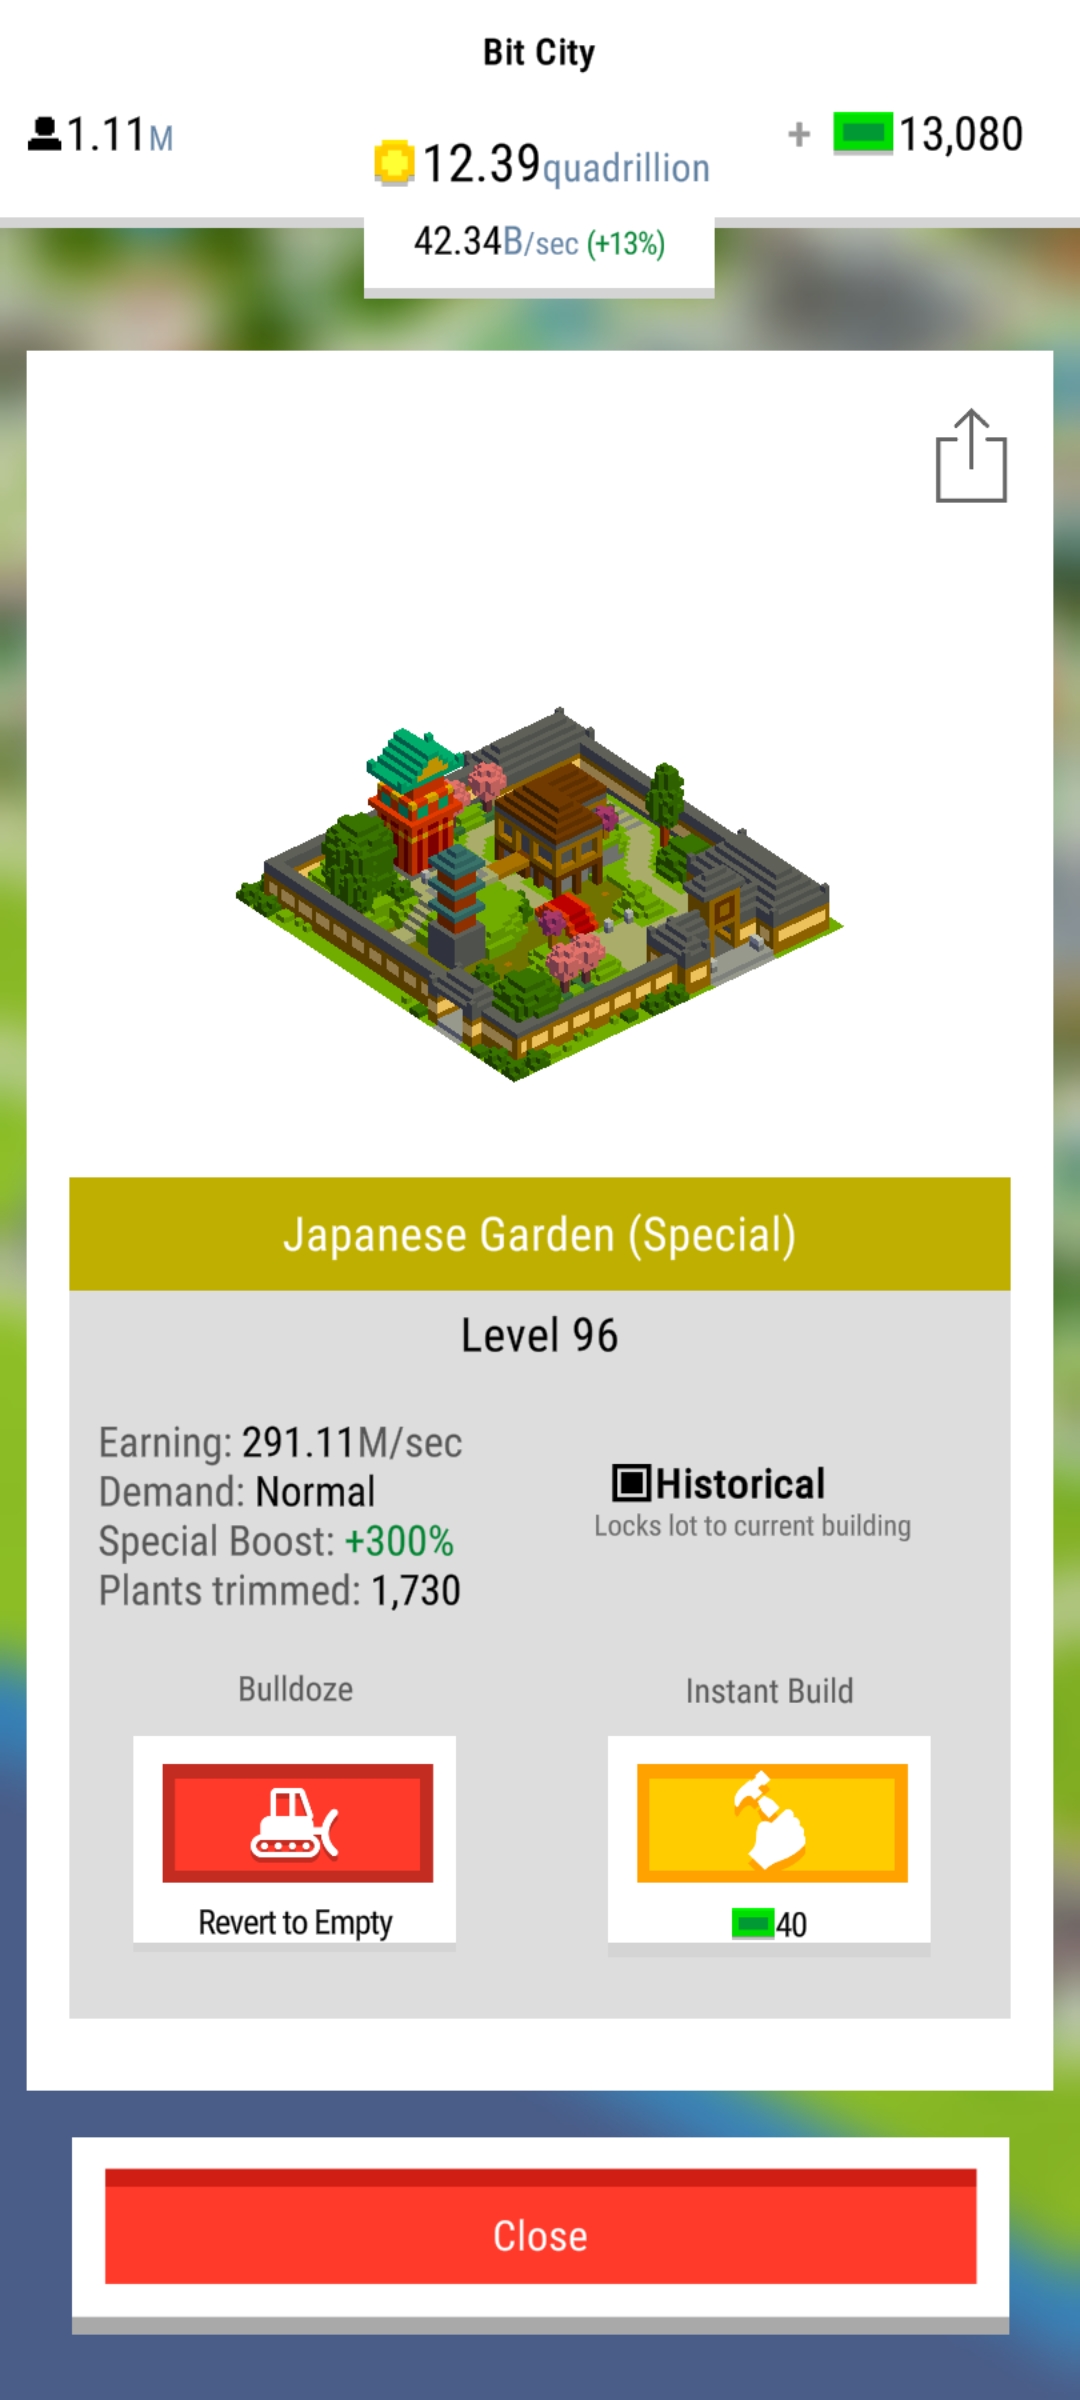 Bit City
1.11M
12.39quadrillion
+ 13,080
42.34B/sec (+13%)
Japanese Garden (Special)
Level 96
Earning: 291.11M/sec
Demand: Normal
Special Boost: +300%
Plants trimmed: 1,730
Historical
Locks lot to current building
Bulldoze
Instant Build
Revert to Empty
40
Close